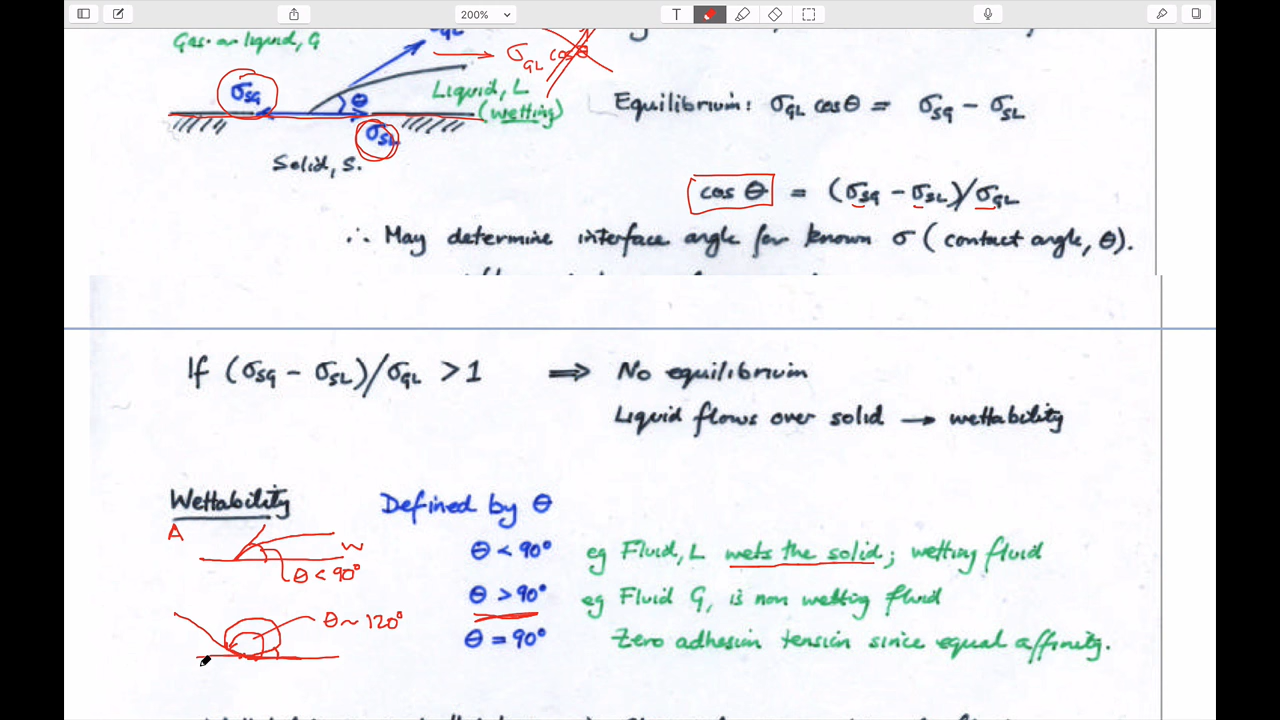 200%
T
Gas or liquid, G
σGL cosθ
σSG
θ
Liquid, L
(wetting)
σSL
Solid, S.
Equilibrium: σGL cosθ = σSG - σSL
cos θ = (σSG - σSL)/σGL
∴ May determine interface angle for known σ (contact angle, θ).
If (σSG - σSL)/σGL > 1 ⟹ No equilibrium
Liquid flows over solid → wettability
Wettability Defined by θ
A
W
θ < 90°
θ < 90° eg Fluid, L wets the solid; wetting fluid
θ > 90° eg Fluid G, is non wetting fluid
θ ~ 120°
θ = 90° Zero adhesion tension since equal affinity.